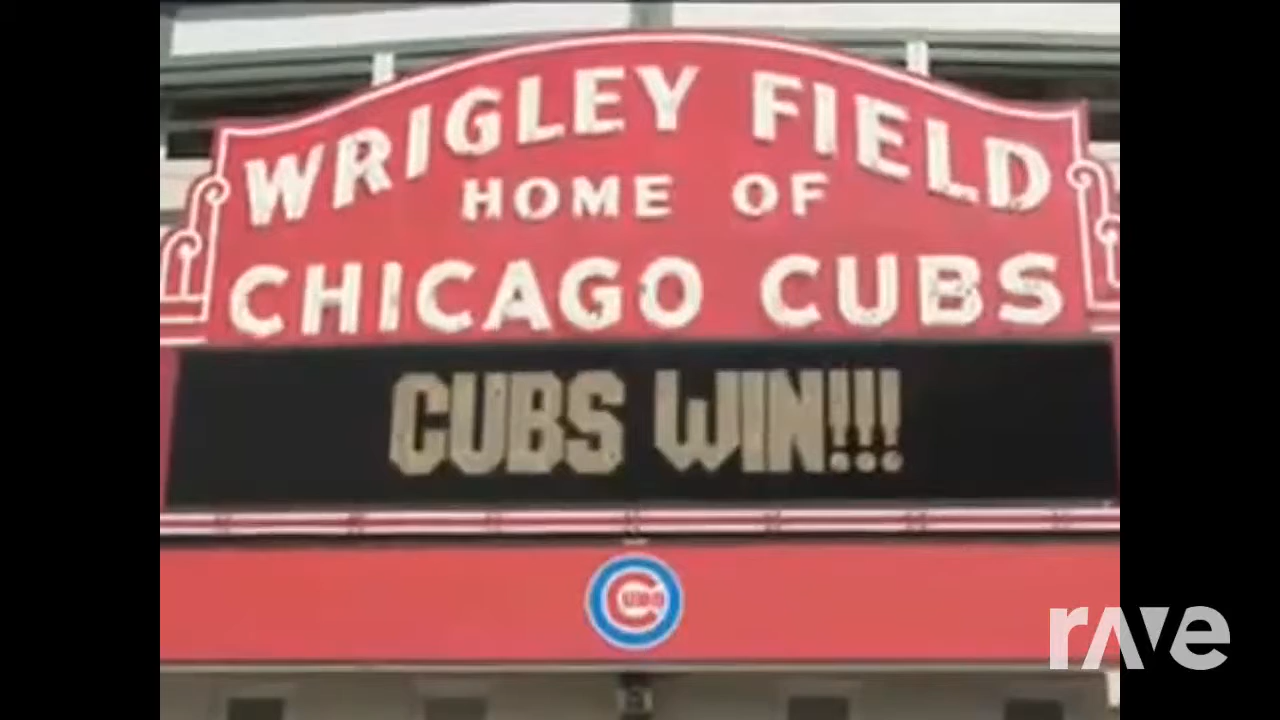 WRIGLEY FIELD
HOME OF
CHICAGO CUBS
CUBS WIN!!!
CUBS
rave